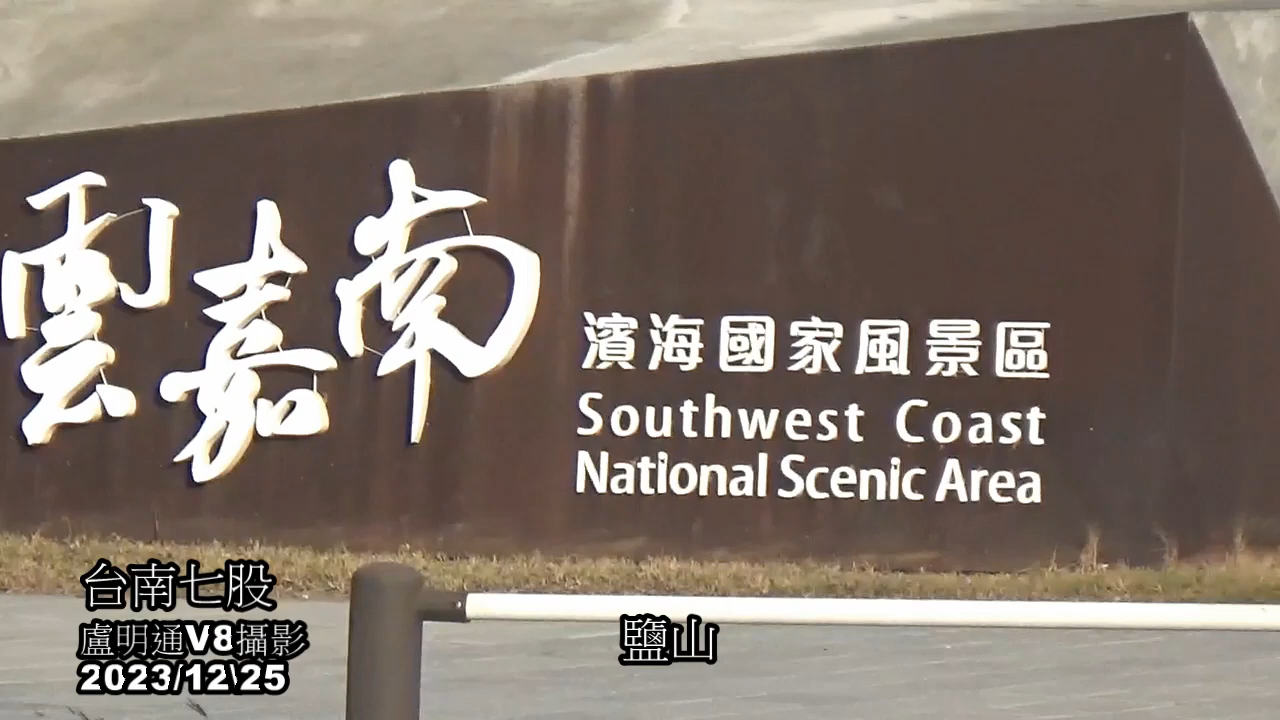 雲嘉南
濱海國家風景區
Southwest Coast
National Scenic Area
台南七股
盧明通V8攝影
2023/12\25
鹽山